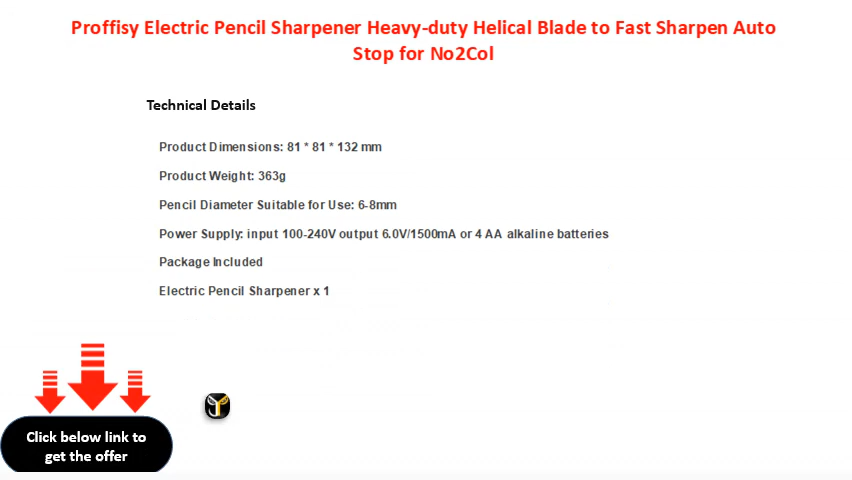 Proffisy Electric Pencil Sharpener Heavy-duty Helical Blade to Fast Sharpen Auto
Stop for No2Col
Technical Details
Product Dimensions: 81 * 81 * 132 mm
Product Weight: 363g
Pencil Diameter Suitable for Use: 6-8mm
Power Supply: input 100-240V output 6.0V/1500mA or 4 AA alkaline batteries
Package Included
Electric Pencil Sharpener x 1
Click below link to
get the offer